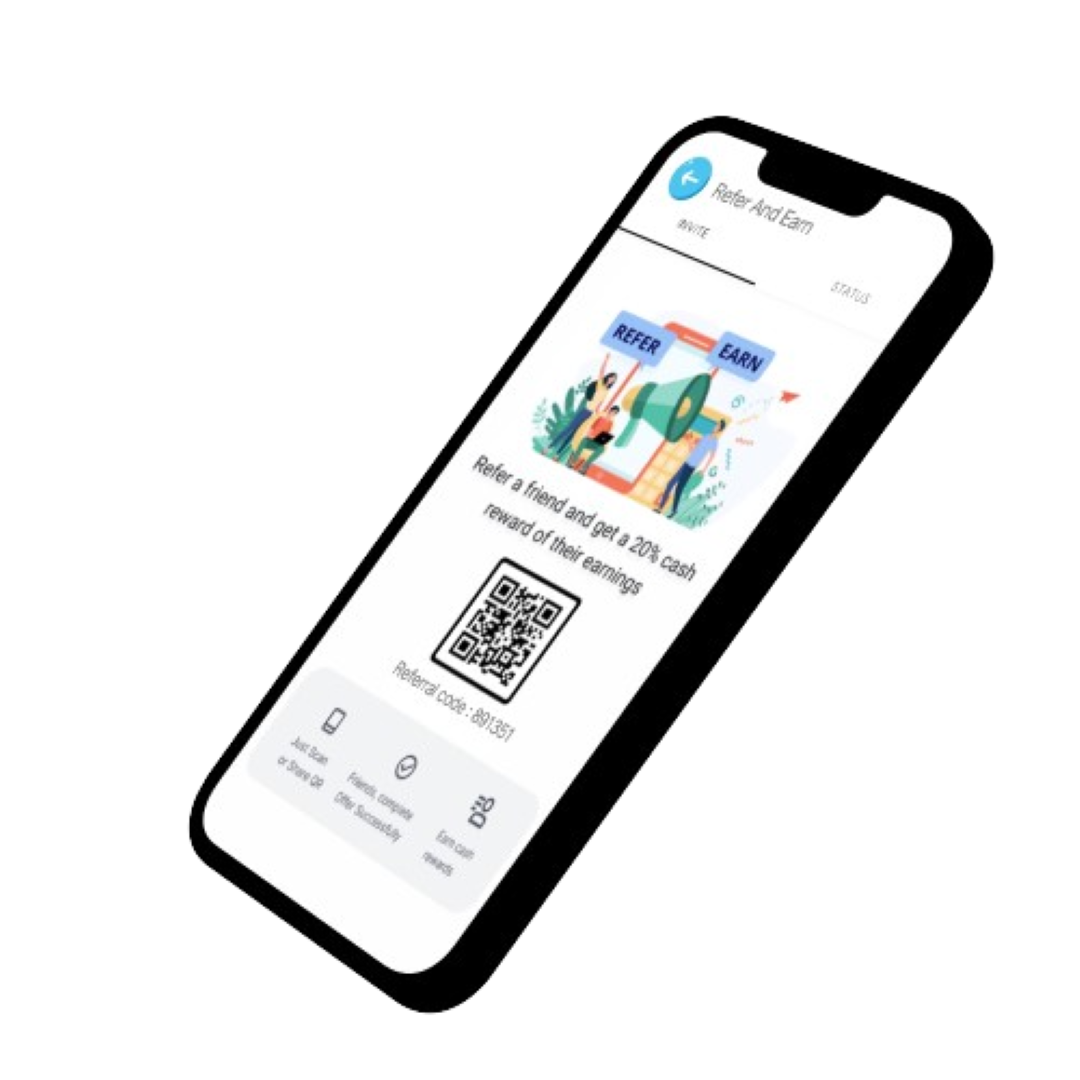 Refer And Earn
INVITE
STATUS
REFER
EARN
Refer a friend and get a 20% cash
reward of their earnings
Referral code : 891351
Just Scan
or Share QR
Friends, complete
Offer Successfully
Earn cash
rewards